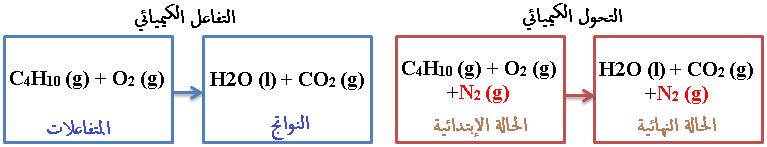 التفاعل الكيميائي
C₄H₁₀ (g) + O₂ (g)
المتفاعلات
H2O (l) + CO₂ (g)
النواتج
التحول الكيميائي
C₄H₁₀ (g) + O₂ (g)
+N₂ (g)
الحالة الإبتدائية
H2O (l) + CO₂ (g)
+N₂ (g)
الحالة النهائية